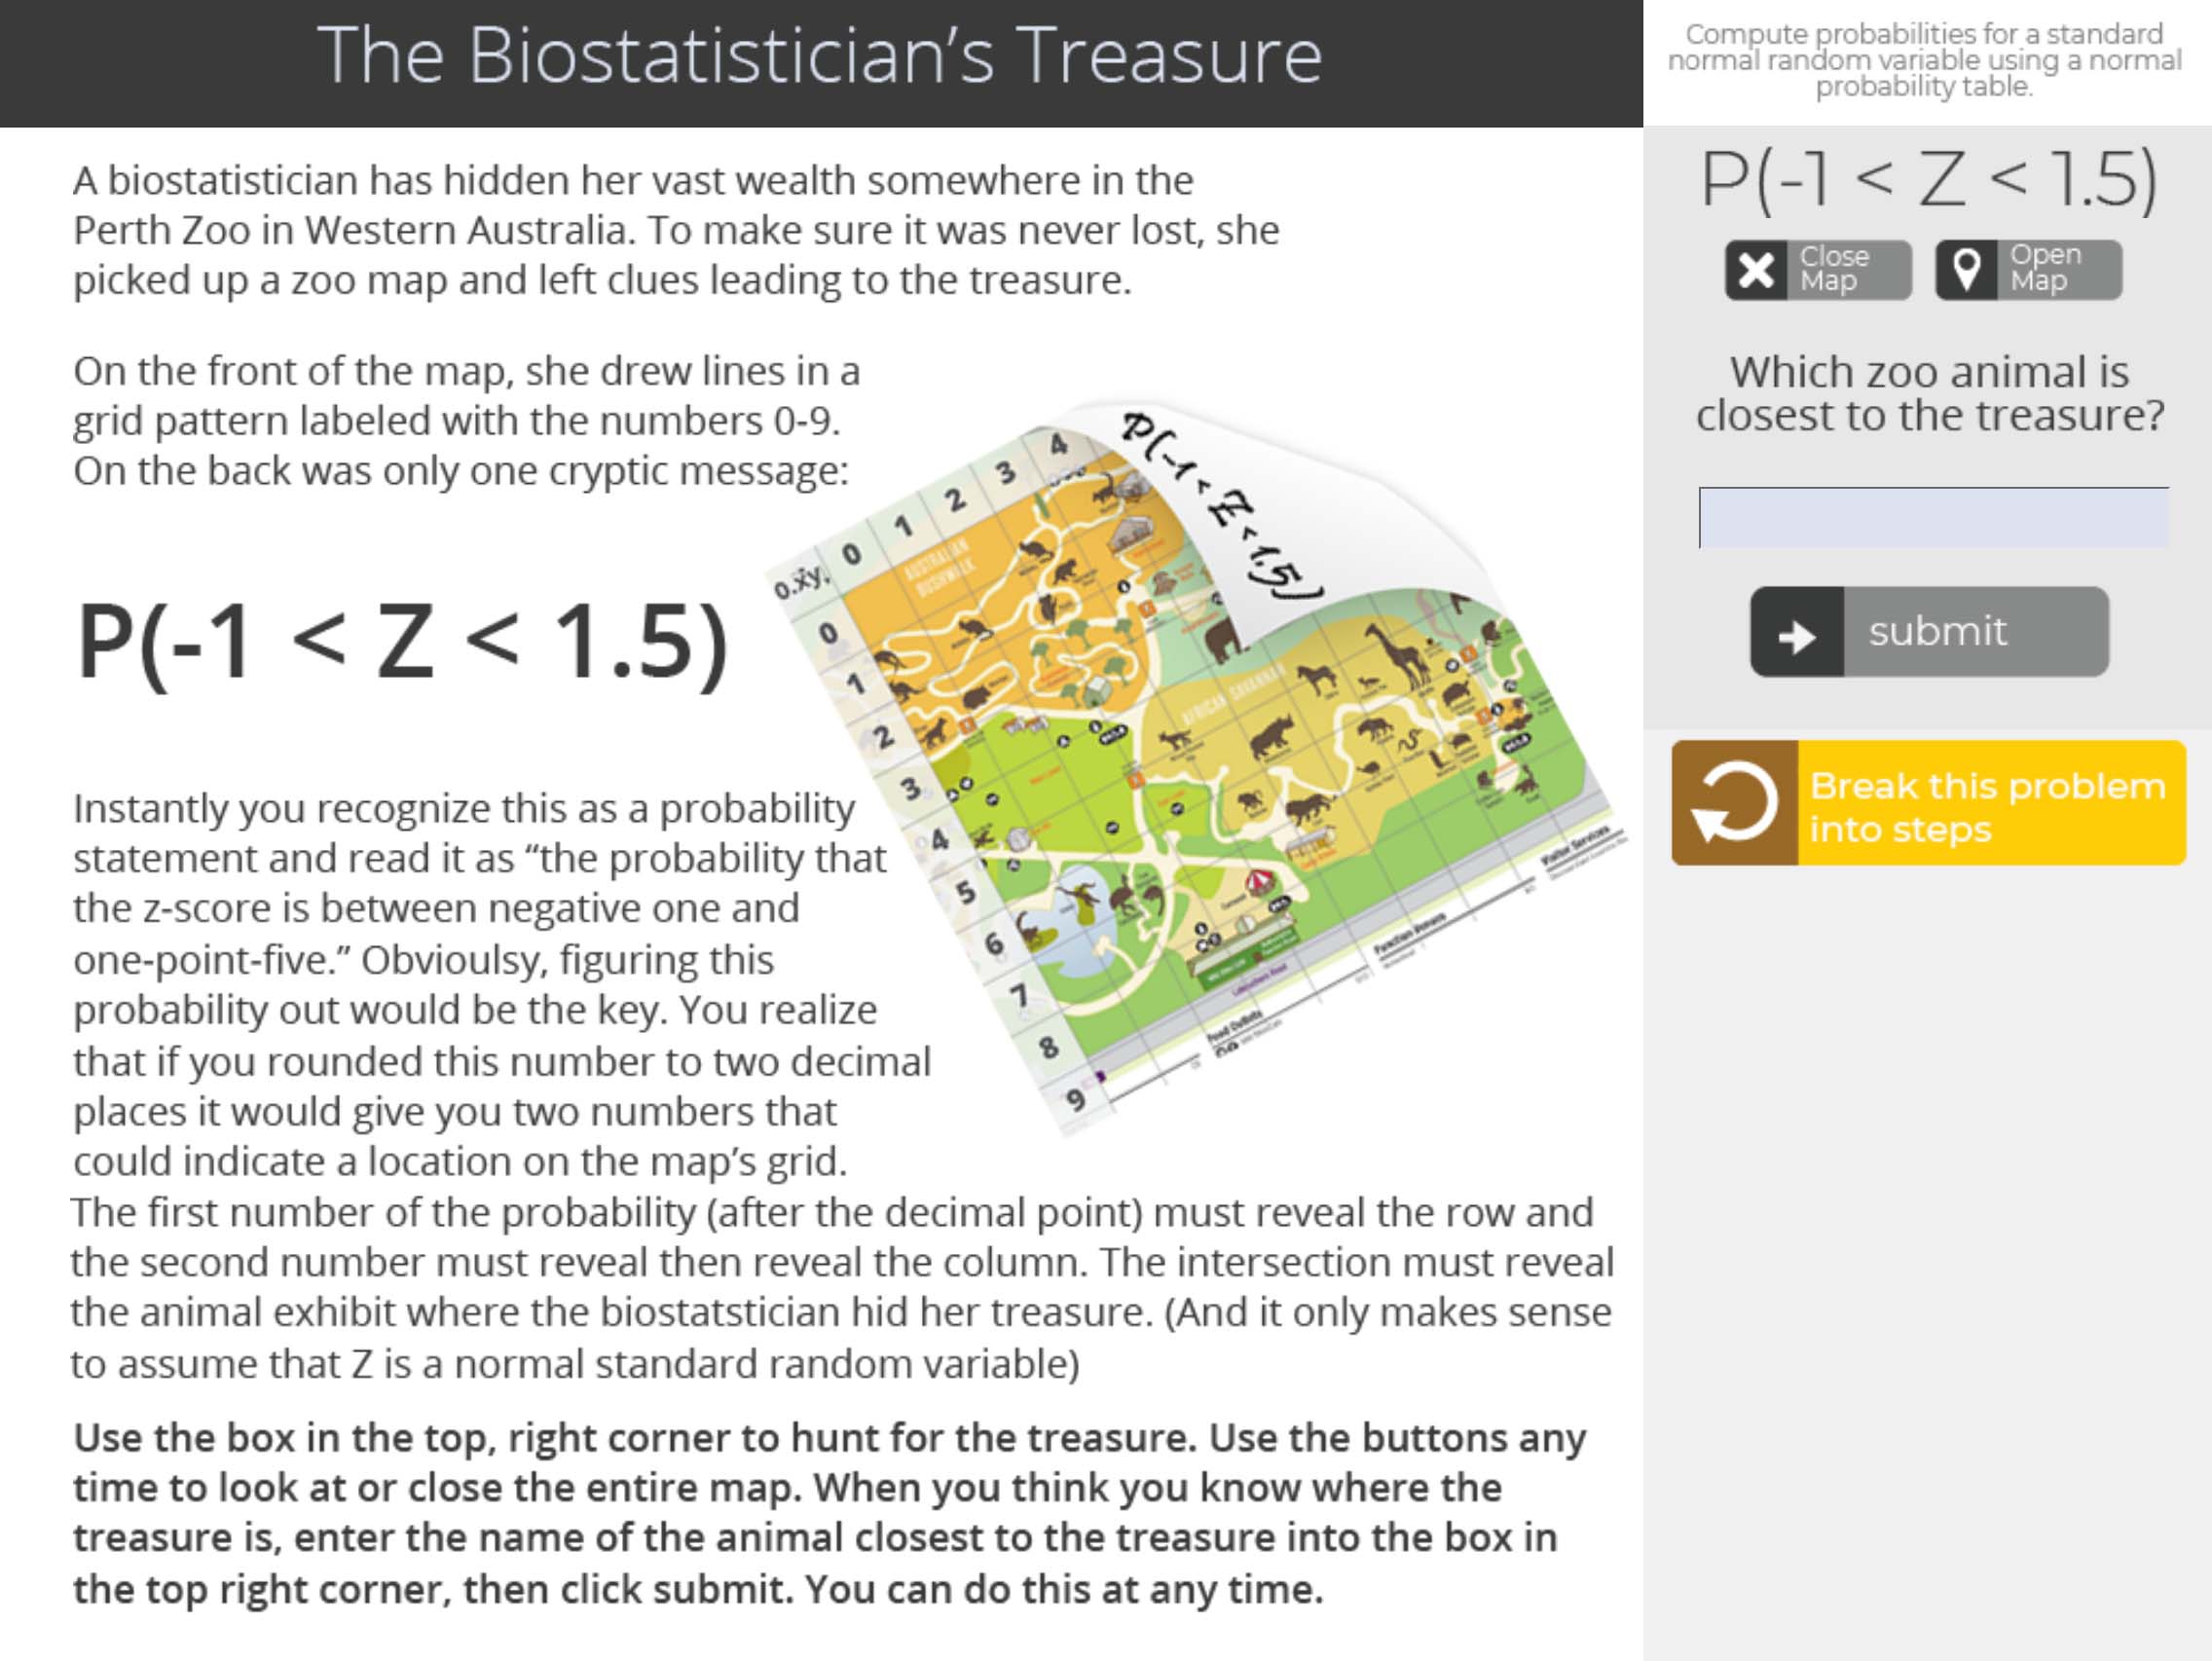 The Biostatistician’s Treasure
A biostatistician has hidden her vast wealth somewhere in the
Perth Zoo in Western Australia. To make sure it was never lost, she
picked up a zoo map and left clues leading to the treasure.
On the front of the map, she drew lines in a
grid pattern labeled with the numbers 0-9.
On the back was only one cryptic message:
P(-1 < Z < 1.5)
Instantly you recognize this as a probability
statement and read it as “the probability that
the z-score is between negative one and
one-point-five.” Obvioulsy, figuring this
probability out would be the key. You realize
that if you rounded this number to two decimal
places it would give you two numbers that
could indicate a location on the map’s grid.
The first number of the probability (after the decimal point) must reveal the row and
the second number must reveal then reveal the column. The intersection must reveal
the animal exhibit where the biostatstician hid her treasure. (And it only makes sense
to assume that Z is a normal standard random variable)
Use the box in the top, right corner to hunt for the treasure. Use the buttons any
time to look at or close the entire map. When you think you know where the
treasure is, enter the name of the animal closest to the treasure into the box in
the top right corner, then click submit. You can do this at any time.
P(-1<Z<1.5)
0.xy
0 1 2 3 4
0
1
2
3
4
5
6
7
8
9
AUSTRALIAN
BUSHWALK
AFRICAN SAVANNAH
Visitor Services
Food Outlets
Compute probabilities for a standard
normal random variable using a normal
probability table.
P(-1 < Z < 1.5)
Close
Map
Open
Map
Which zoo animal is
closest to the treasure?
submit
Break this problem
into steps